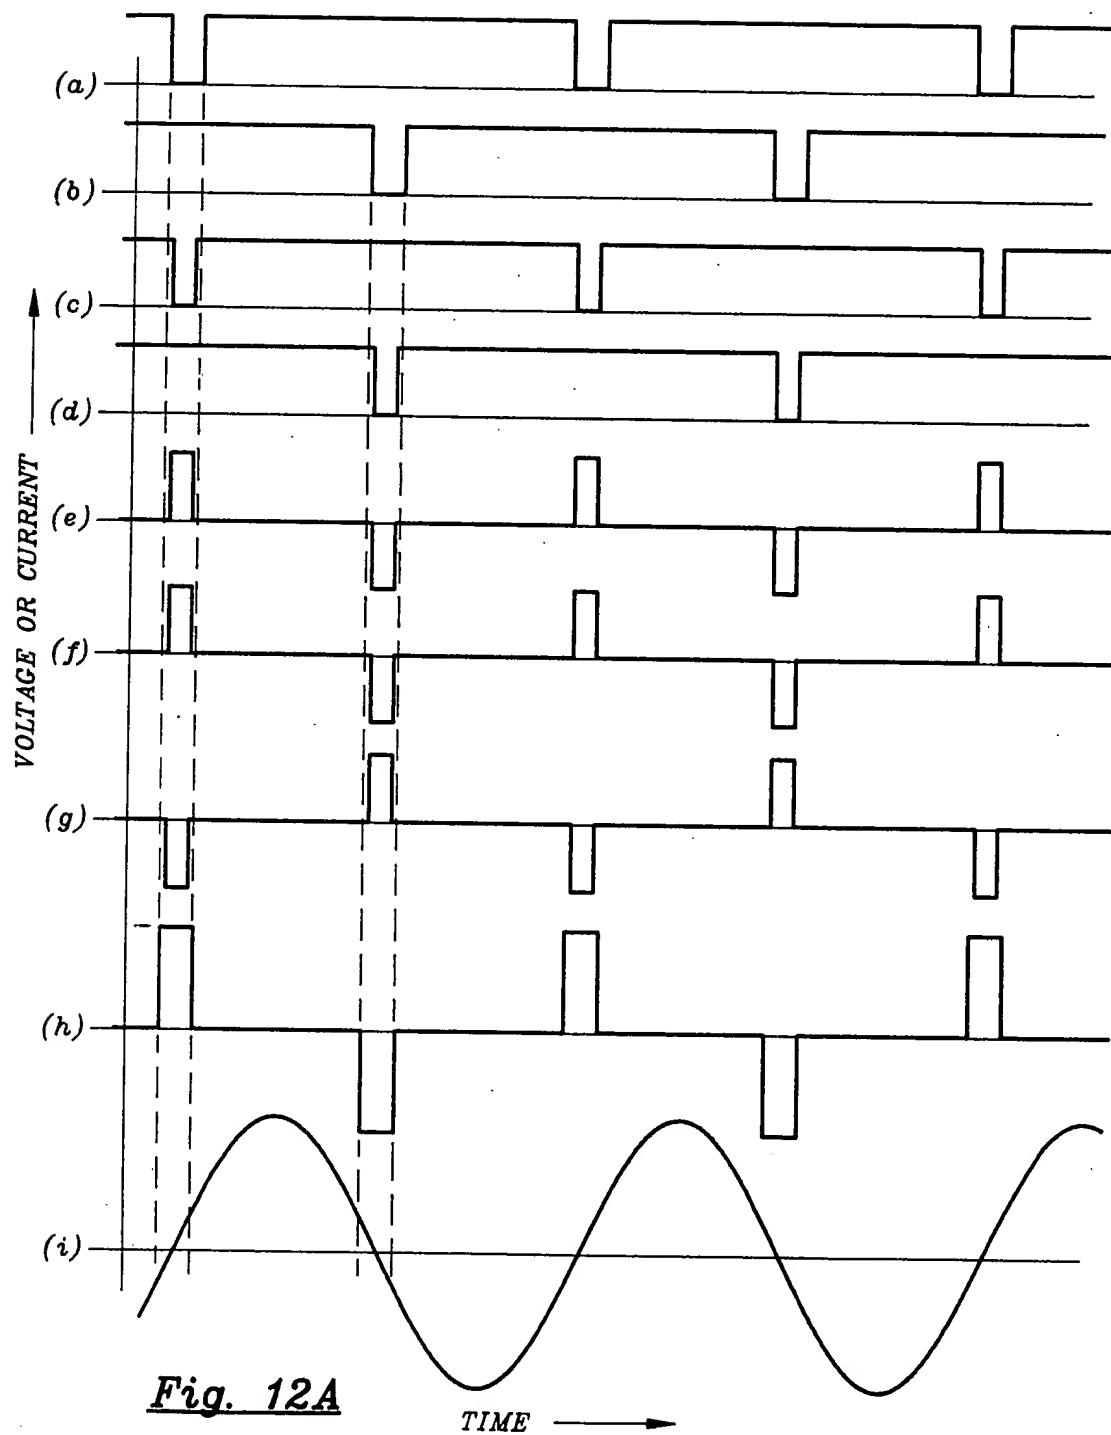 (a)
(b)
(c)
(d)
(e)
(f)
(g)
(h)
(i)
VOLTAGE OR CURRENT
Fig. 12A
TIME